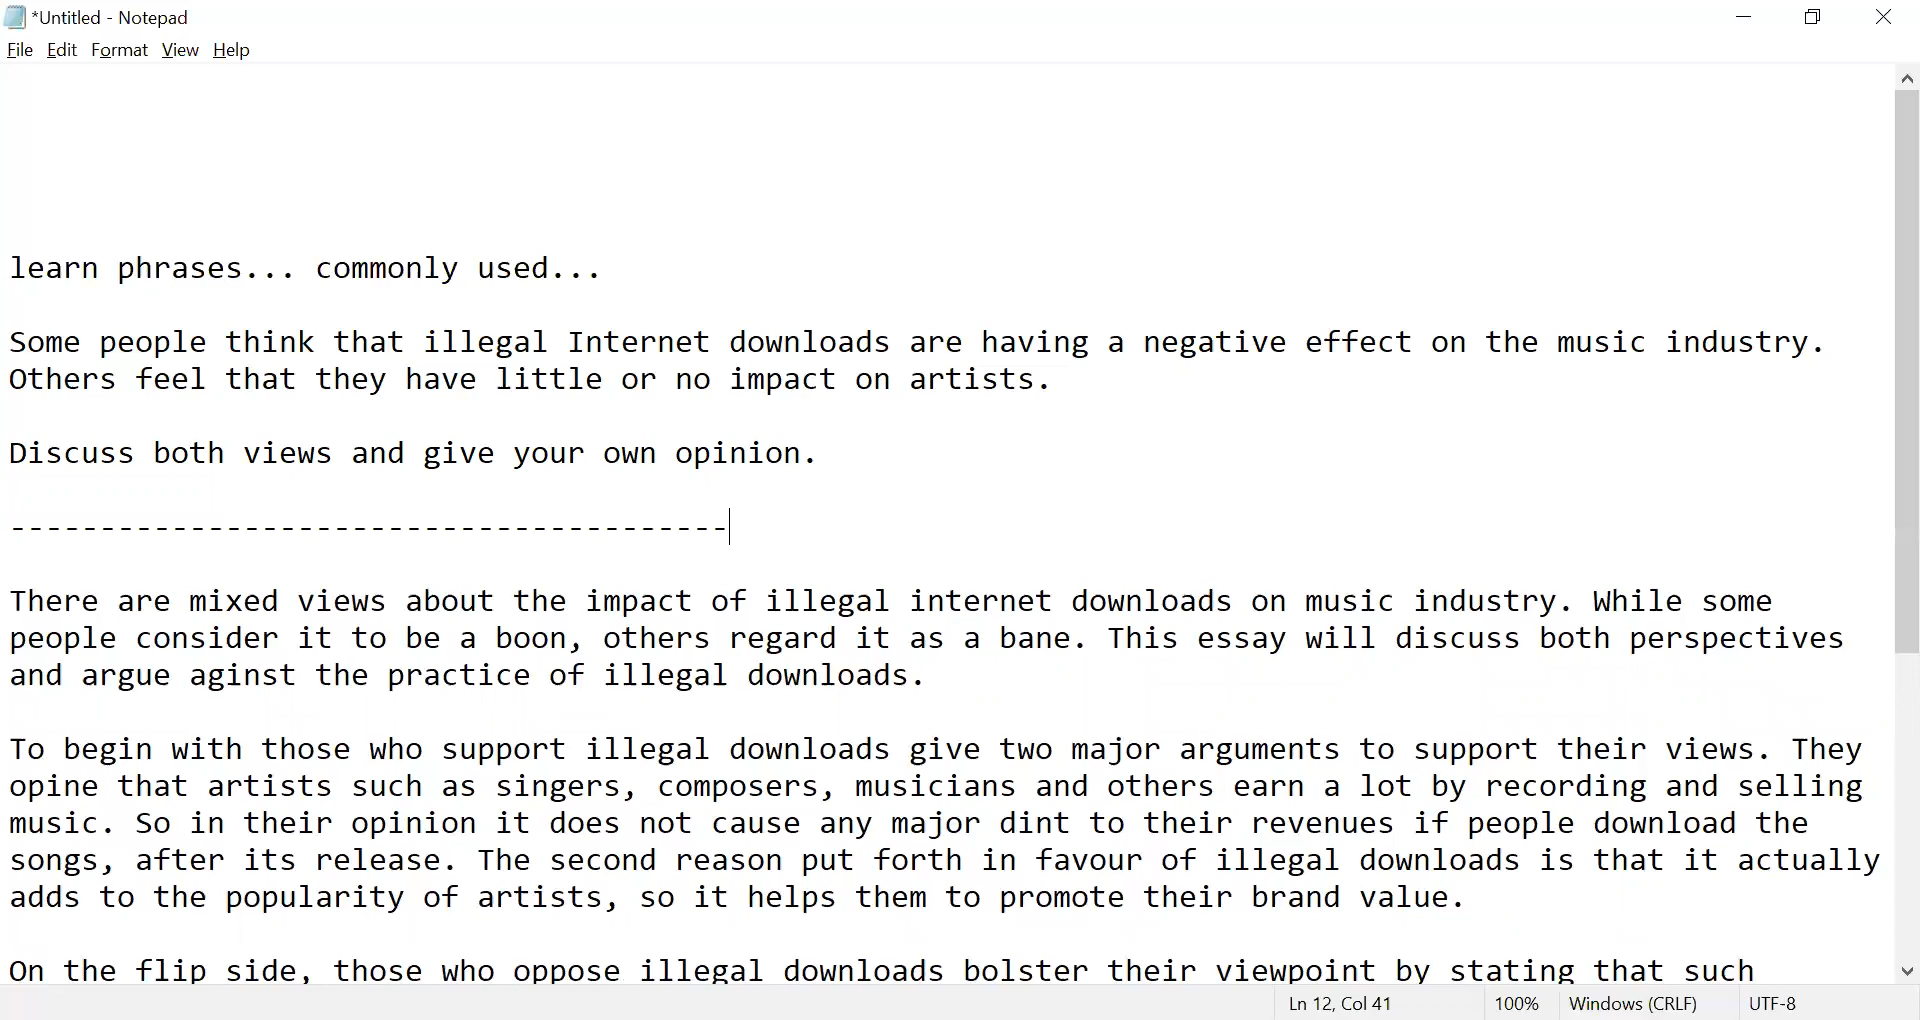 *Untitled - Notepad
File Edit Format View Help
learn phrases... commonly used...
Some people think that illegal Internet downloads are having a negative effect on the music industry.
Others feel that they have little or no impact on artists.
Discuss both views and give your own opinion.
----------------------------------------
There are mixed views about the impact of illegal internet downloads on music industry. While some
people consider it to be a boon, others regard it as a bane. This essay will discuss both perspectives
and argue aginst the practice of illegal downloads.
To begin with those who support illegal downloads give two major arguments to support their views. They
opine that artists such as singers, composers, musicians and others earn a lot by recording and selling
music. So in their opinion it does not cause any major dint to their revenues if people download the
songs, after its release. The second reason put forth in favour of illegal downloads is that it actually
adds to the popularity of artists, so it helps them to promote their brand value.
On the flip side, those who oppose illegal downloads bolster their viewpoint by stating that such
Ln 12, Col 41 100% Windows (CRLF) UTF-8